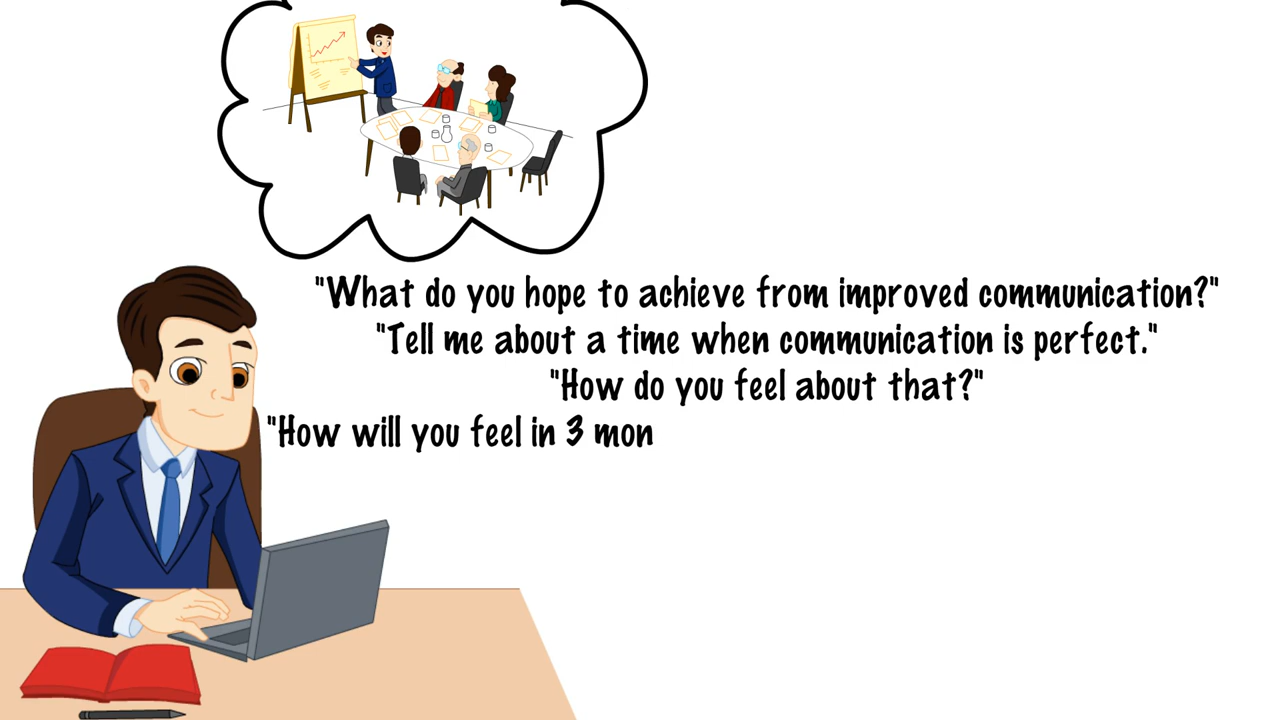 "What do you hope to achieve from improved communication?"
"Tell me about a time when communication is perfect."
"How do you feel about that?"
"How will you feel in 3 mon